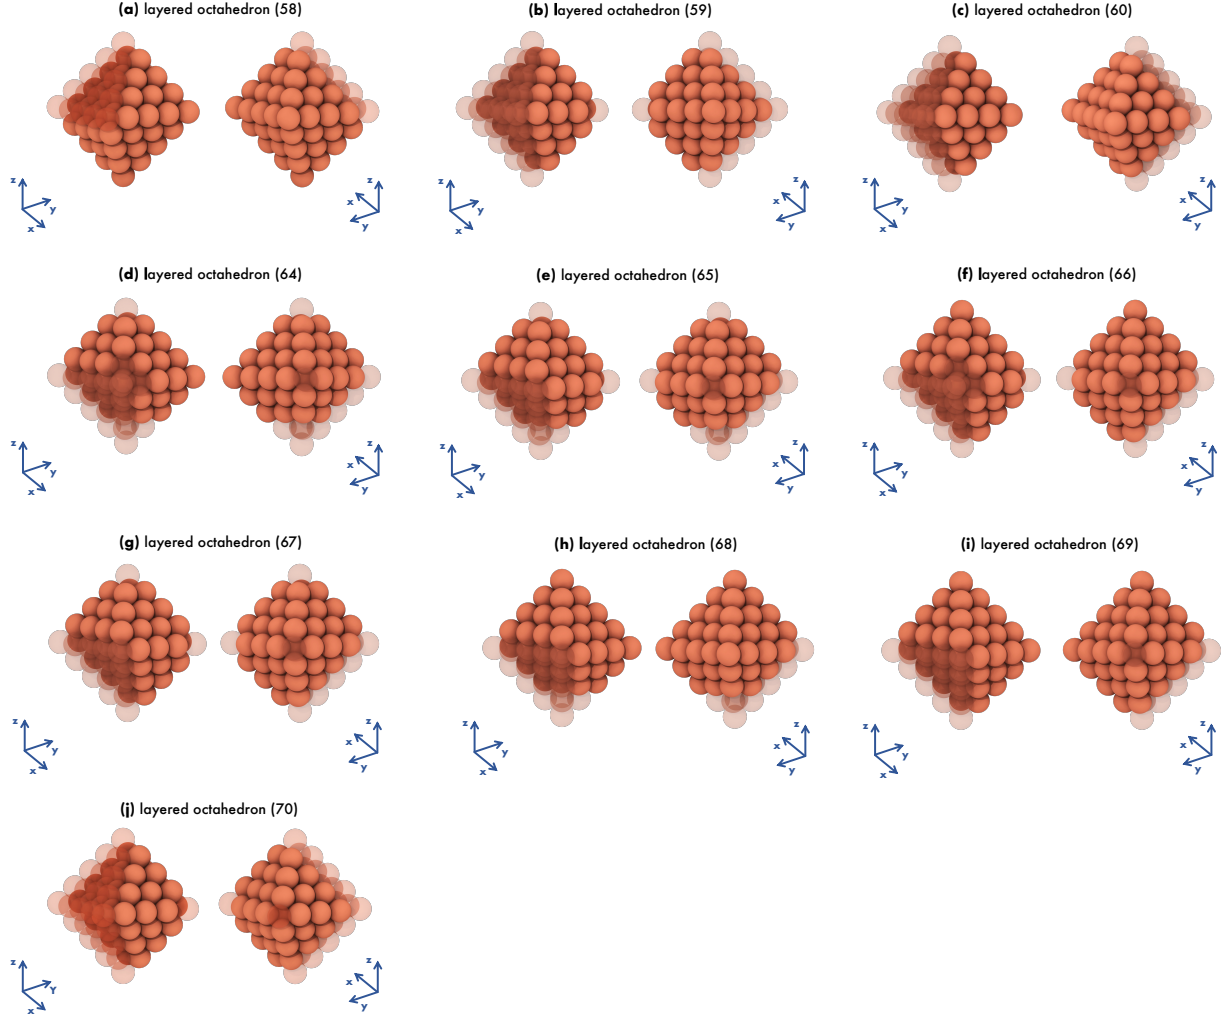 (a) layered octahedron (58)
(b) layered octahedron (59)
(c) layered octahedron (60)
z
y
x
z
x
y
z
y
x
z
x
y
z
y
x
z
x
y
(d) layered octahedron (64)
(e) layered octahedron (65)
(f) layered octahedron (66)
z
y
x
z
x
y
z
y
x
z
x
y
z
y
x
z
x
y
(g) layered octahedron (67)
(h) layered octahedron (68)
(i) layered octahedron (69)
z
y
x
z
x
y
z
y
x
z
x
y
z
y
x
z
x
y
(j) layered octahedron (70)
z
Y
x
z
x
y